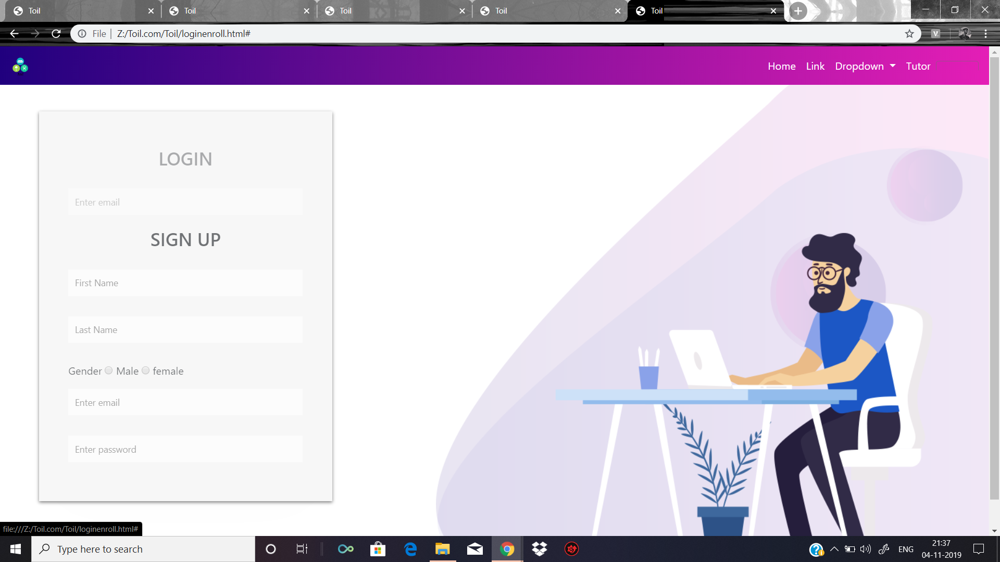 Toil Toil Toil Toil Toil
File | Z:/Toil.com/Toil/loginenroll.html#
Home Link Dropdown Tutor
LOGIN
Enter email
SIGN UP
First Name
Last Name
Gender Male female
Enter email
Enter password
file:///Z:/Toil.com/Toil/loginenroll.html#
Type here to search
ENG
21:37
04-11-2019